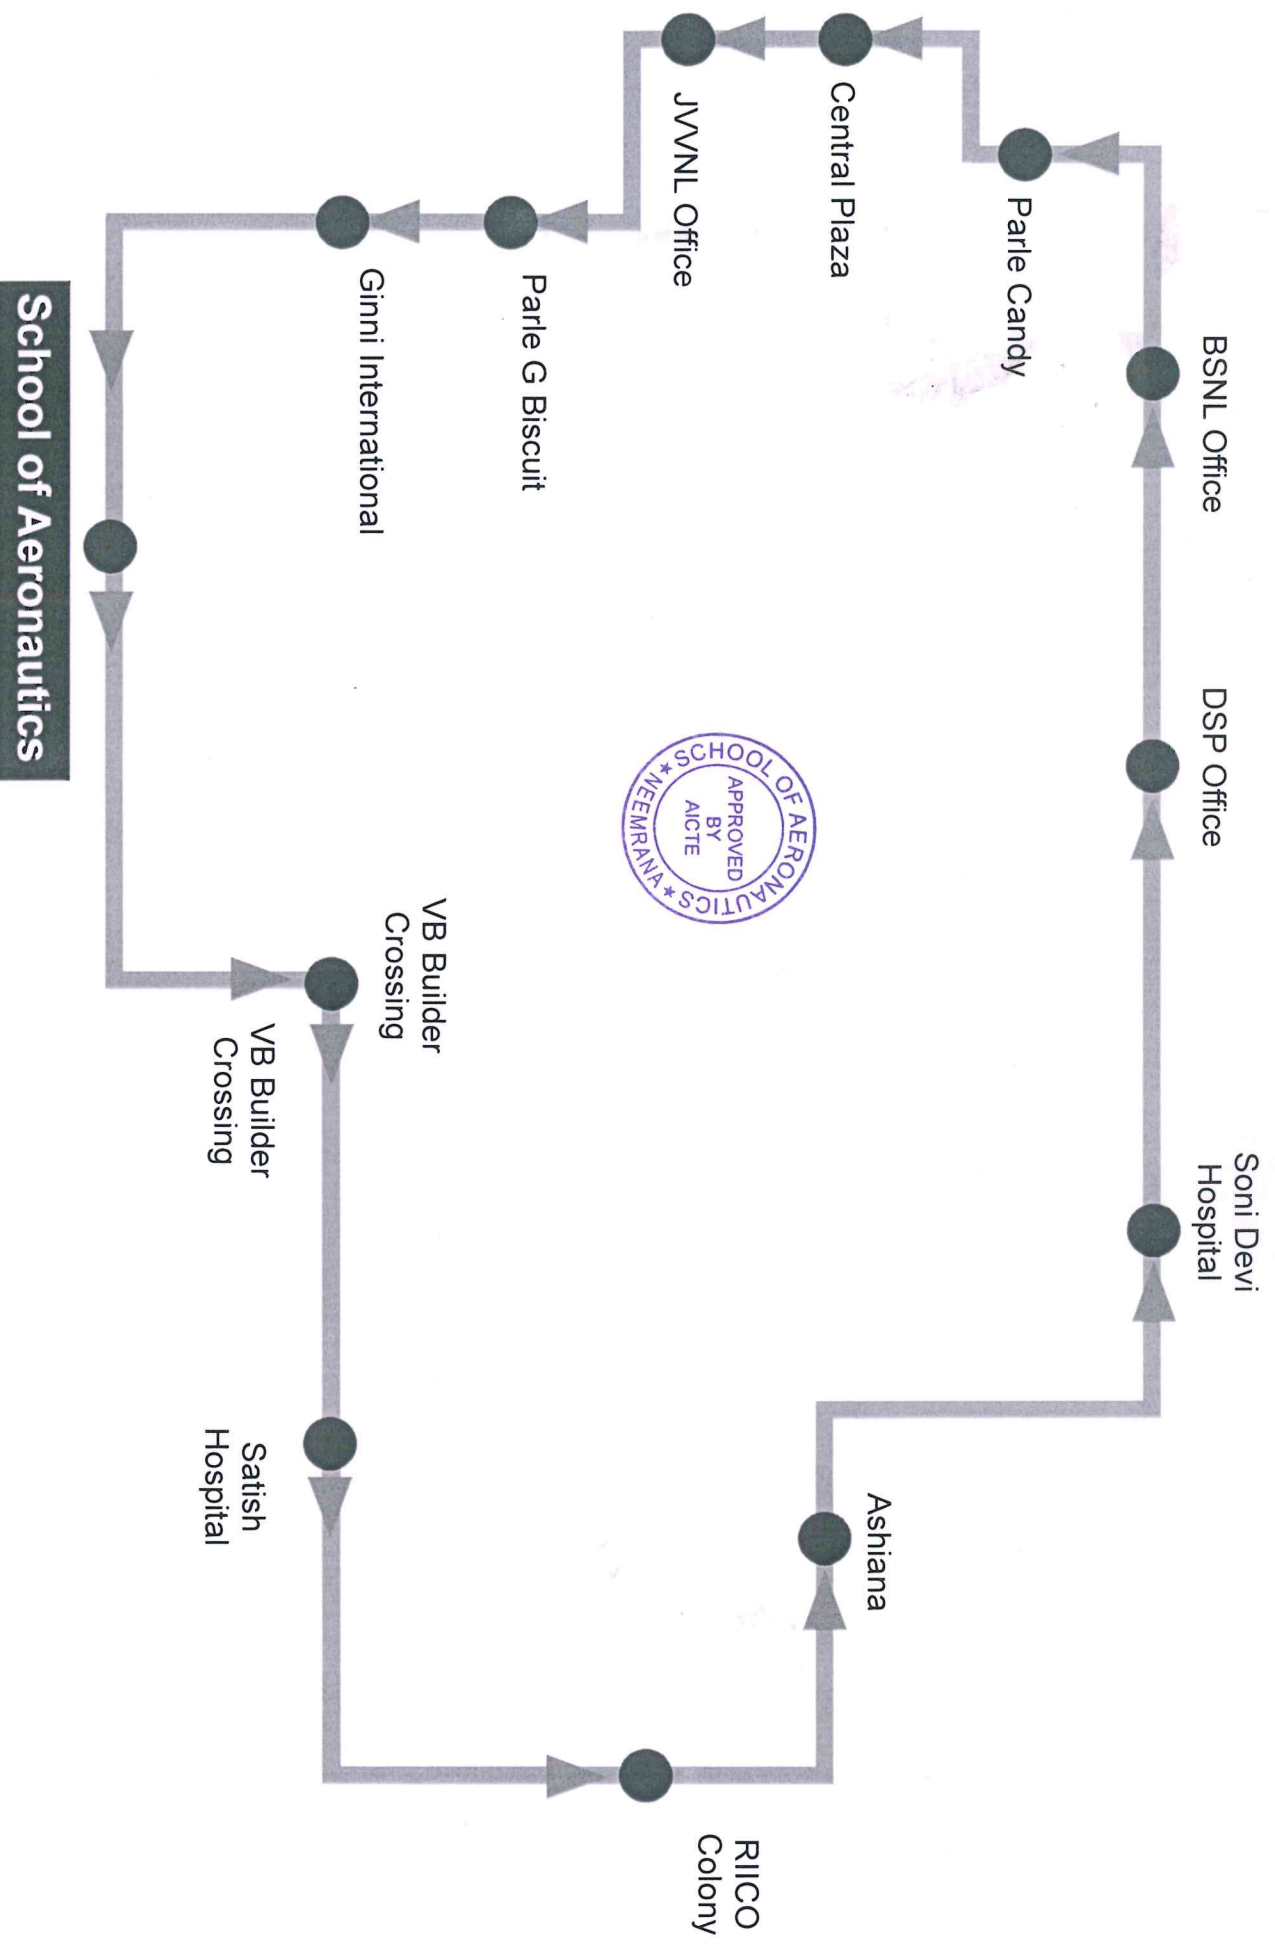 BSNL Office
DSP Office
Soni Devi
Hospital
Parle Candy
Central Plaza
Ashiana
JVVNL Office
RIICO
Colony
SCHOOL OF AERONAUTICS
★ NEEMRANA ★
APPROVED
BY
AICTE
Parle G Biscuit
Ginni International
VB Builder
Crossing
VB Builder
Crossing
Satish
Hospital
School of Aeronautics